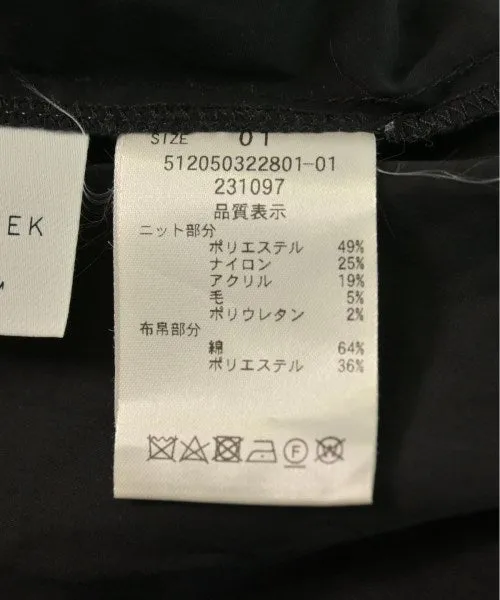 SIZE 01
512050322801-01
231097
品質表示
ニット部分
ポリエステル 49%
ナイロン 25%
アクリル 19%
毛 5%
ポリウレタン 2%
布帛部分
綿 64%
ポリエステル 36%
F W
EK